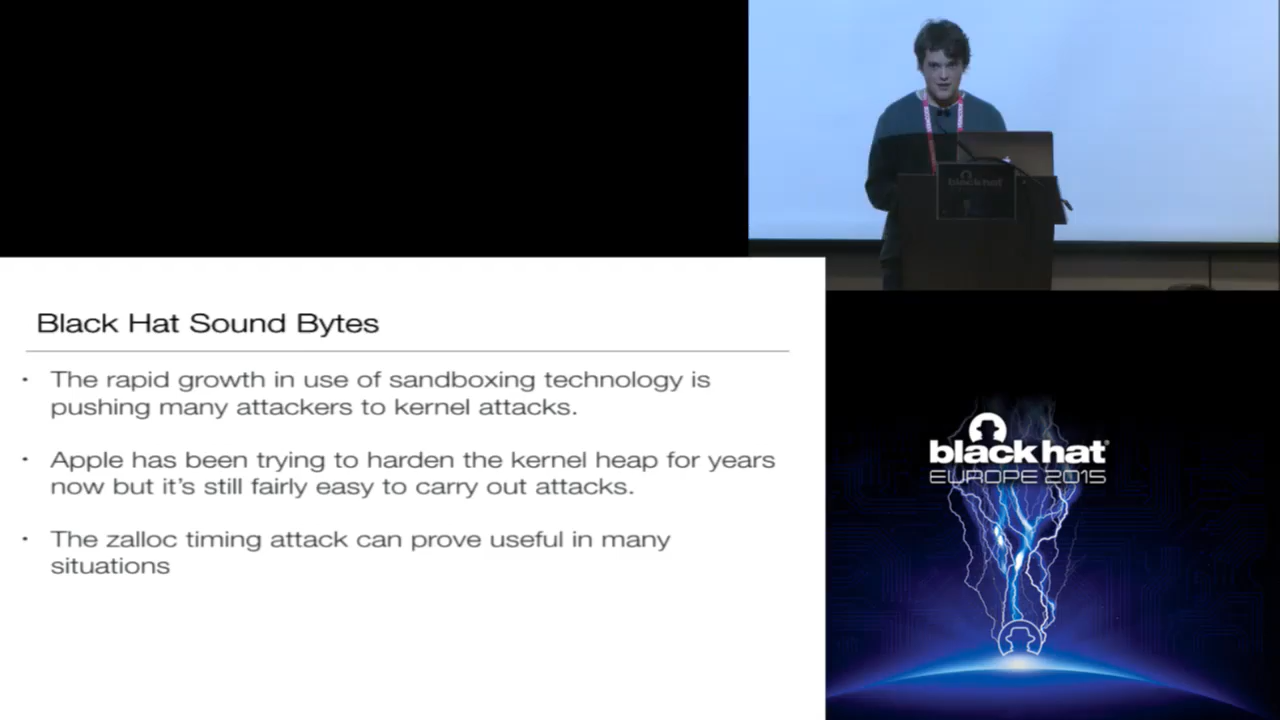 black hat
Black Hat Sound Bytes
• The rapid growth in use of sandboxing technology is
pushing many attackers to kernel attacks.
• Apple has been trying to harden the kernel heap for years
now but it's still fairly easy to carry out attacks.
• The zalloc timing attack can prove useful in many
situations
black hat®
EUROPE 2015